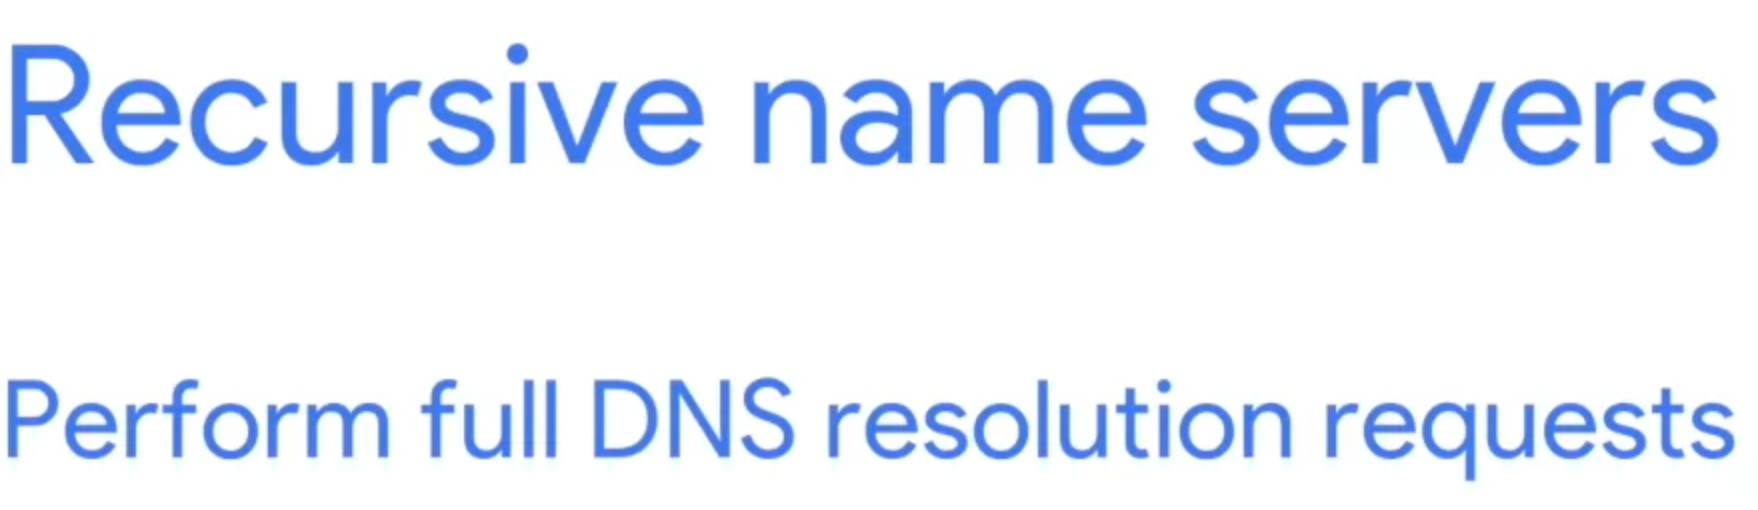 Recursive name servers
Perform full DNS resolution requests